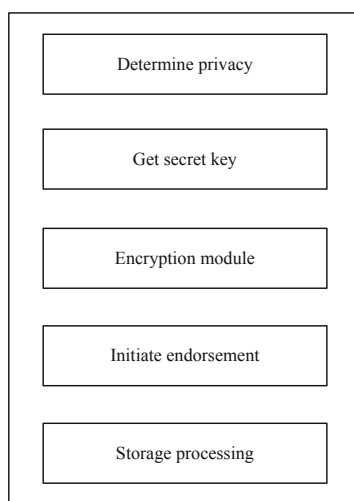 Determine privacy
Get secret key
Encryption module
Initiate endorsement
Storage processing